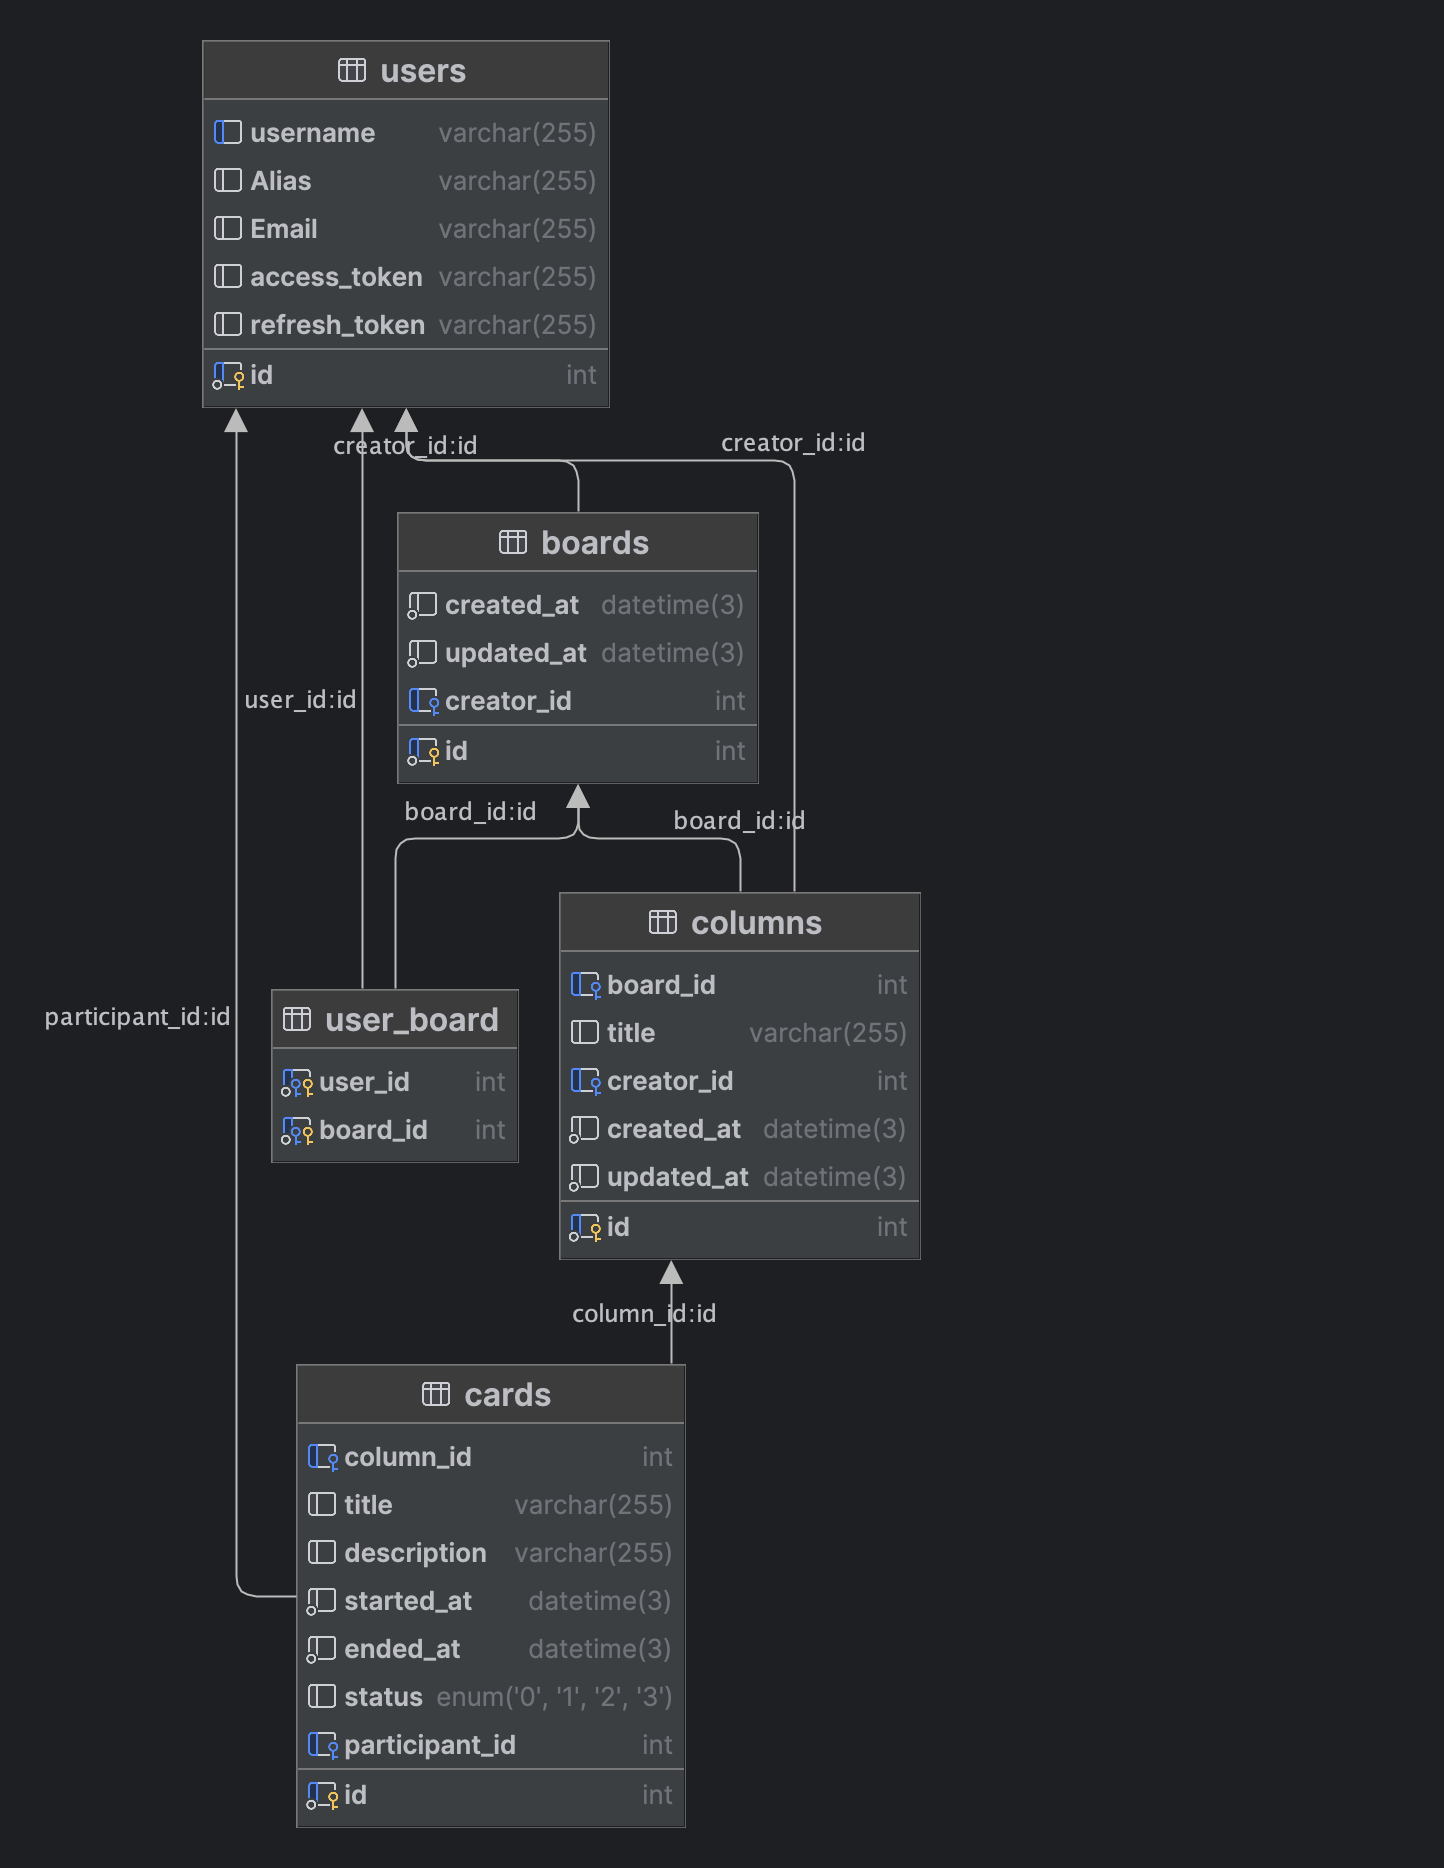 users
username varchar(255)
Alias varchar(255)
Email varchar(255)
access_token varchar(255)
refresh_token varchar(255)
id int
creator_id:id
creator_id:id
boards
created_at datetime(3)
updated_at datetime(3)
creator_id int
id int
user_id:id
board_id:id
board_id:id
columns
board_id int
title varchar(255)
creator_id int
created_at datetime(3)
updated_at datetime(3)
id int
participant_id:id
user_board
user_id int
board_id int
column_id:id
cards
column_id int
title varchar(255)
description varchar(255)
started_at datetime(3)
ended_at datetime(3)
status enum('0', '1', '2', '3')
participant_id int
id int